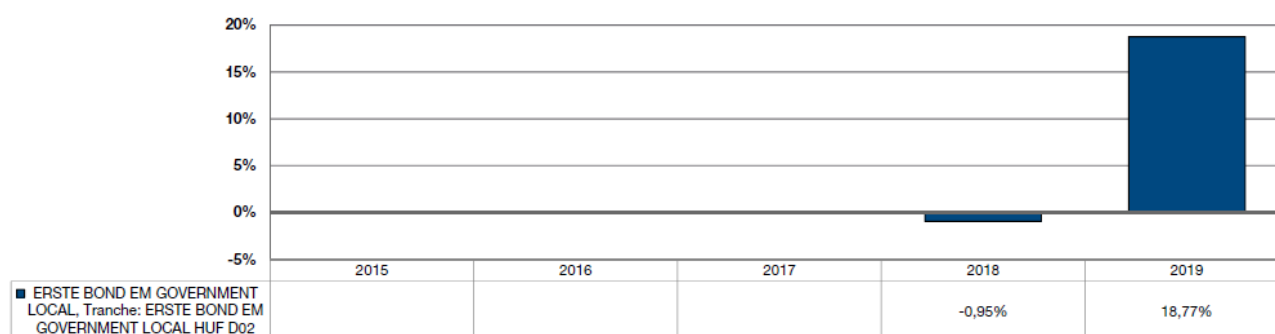 20%
15%
10%
5%
0%
-5%
2015 2016 2017 2018 2019
ERSTE BOND EM GOVERNMENT
LOCAL, Tranche: ERSTE BOND EM
GOVERNMENT LOCAL HUF D02
-0,95% 18,77%